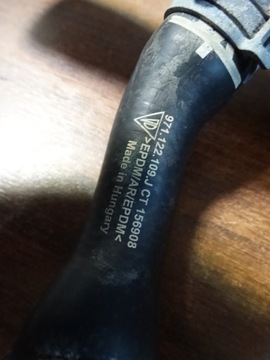 971.122.109.J CT 156908
>EPDM/AR/EPDM<
Made in Hungary